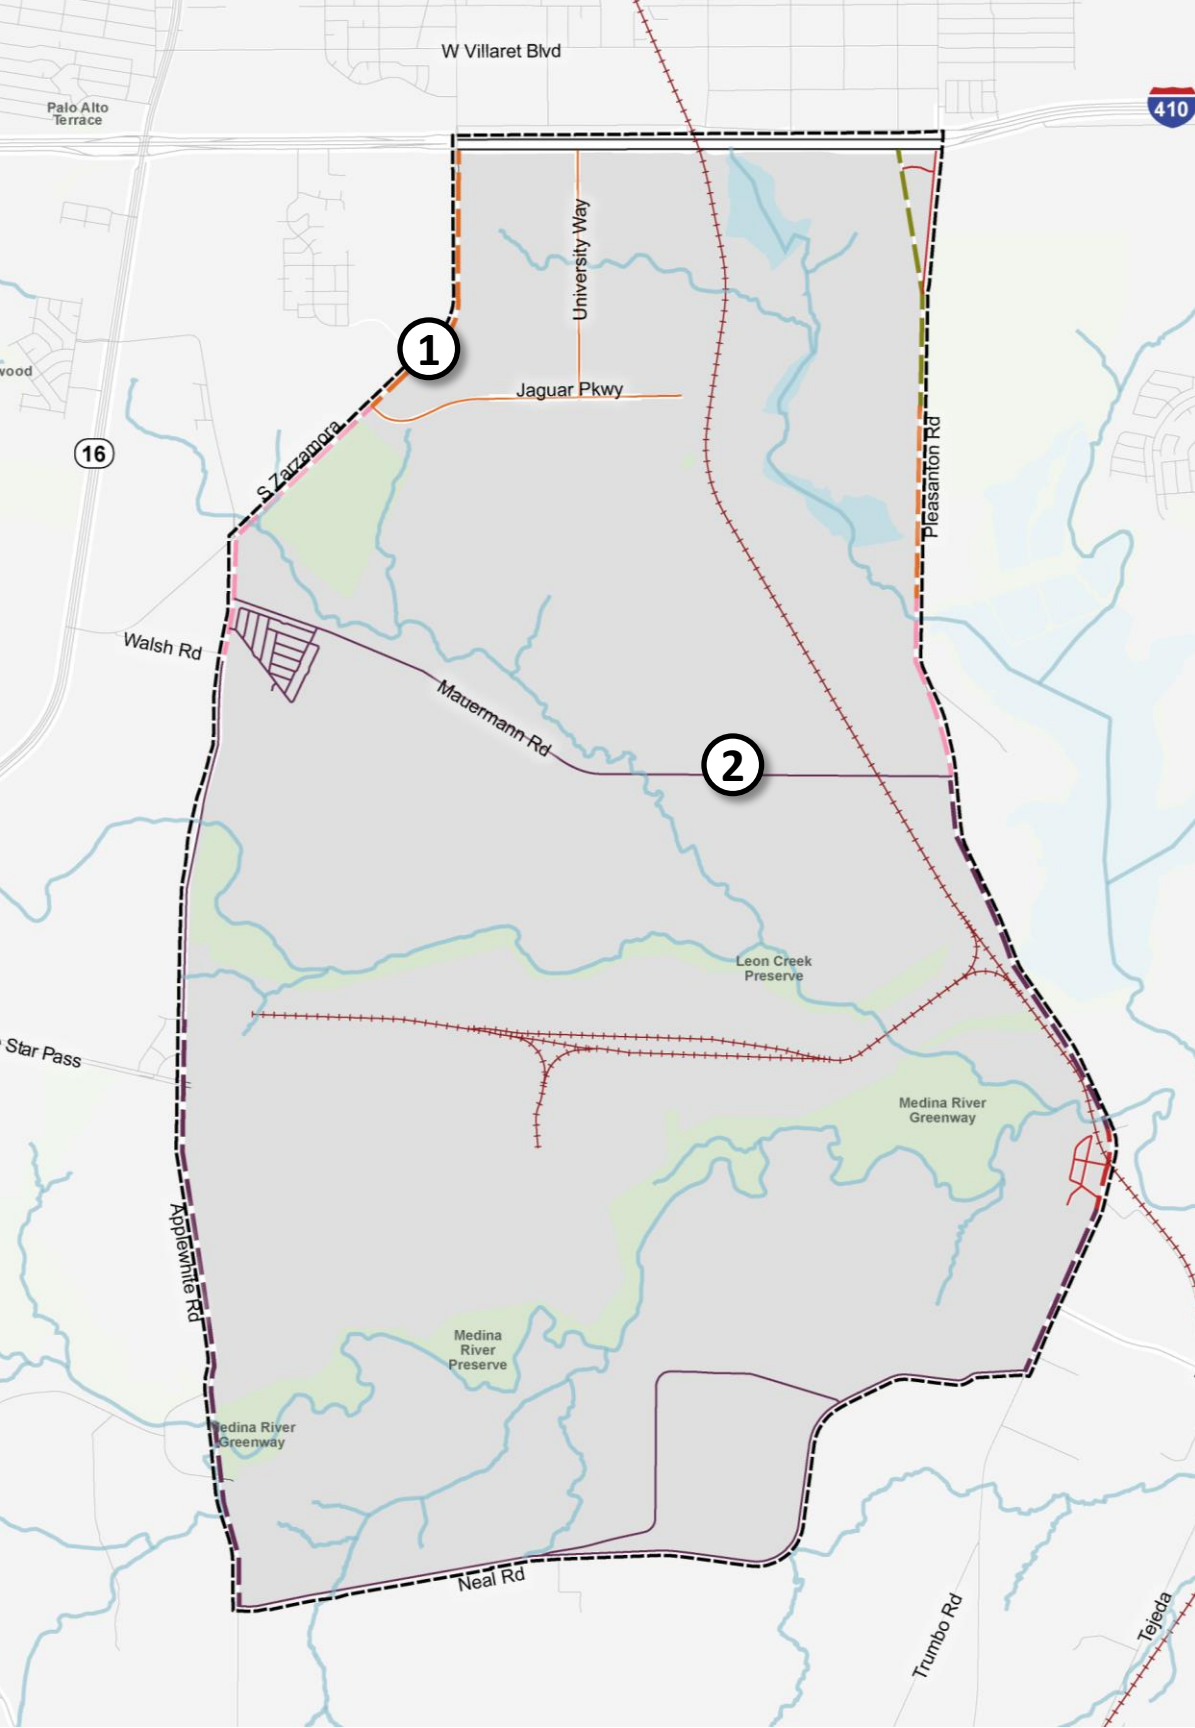 W Villaret Blvd
Palo Alto
Terrace
410
University Way
1
Jaguar Pkwy
wood
16
S Zarzamora
Pleasanton Rd
Walsh Rd
Mauermann Rd
2
Leon Creek
Preserve
Star Pass
Medina River
Greenway
Applewhite Rd
Medina
River
Preserve
edina River
Greenway
Neal Rd
Trumbo Rd
Tejeda